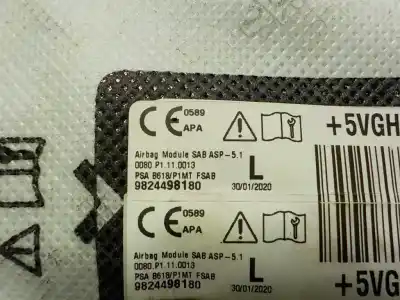 CE 0589
APA
+5VGH
Airbag Module SAB ASP-5.1
0080.P1.11.0013
PSA B618/P1MT FSAB
9824498180
L
30/01/2020
CE 0589
APA
+5VGH
Airbag Module SAB ASP-5.1
0080.P1.11.0013
PSA B618/P1MT FSAB
9824498180
L
30/01/2020